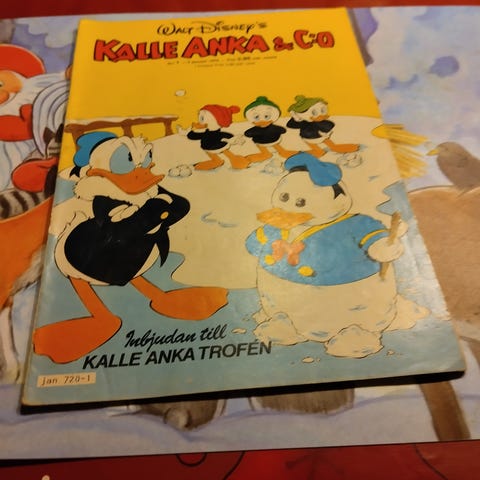 WALT DISNEY'S
KALLE ANKA & C:O
Inbjudan till
KALLE ANKA TROFÉN
jan 720-1